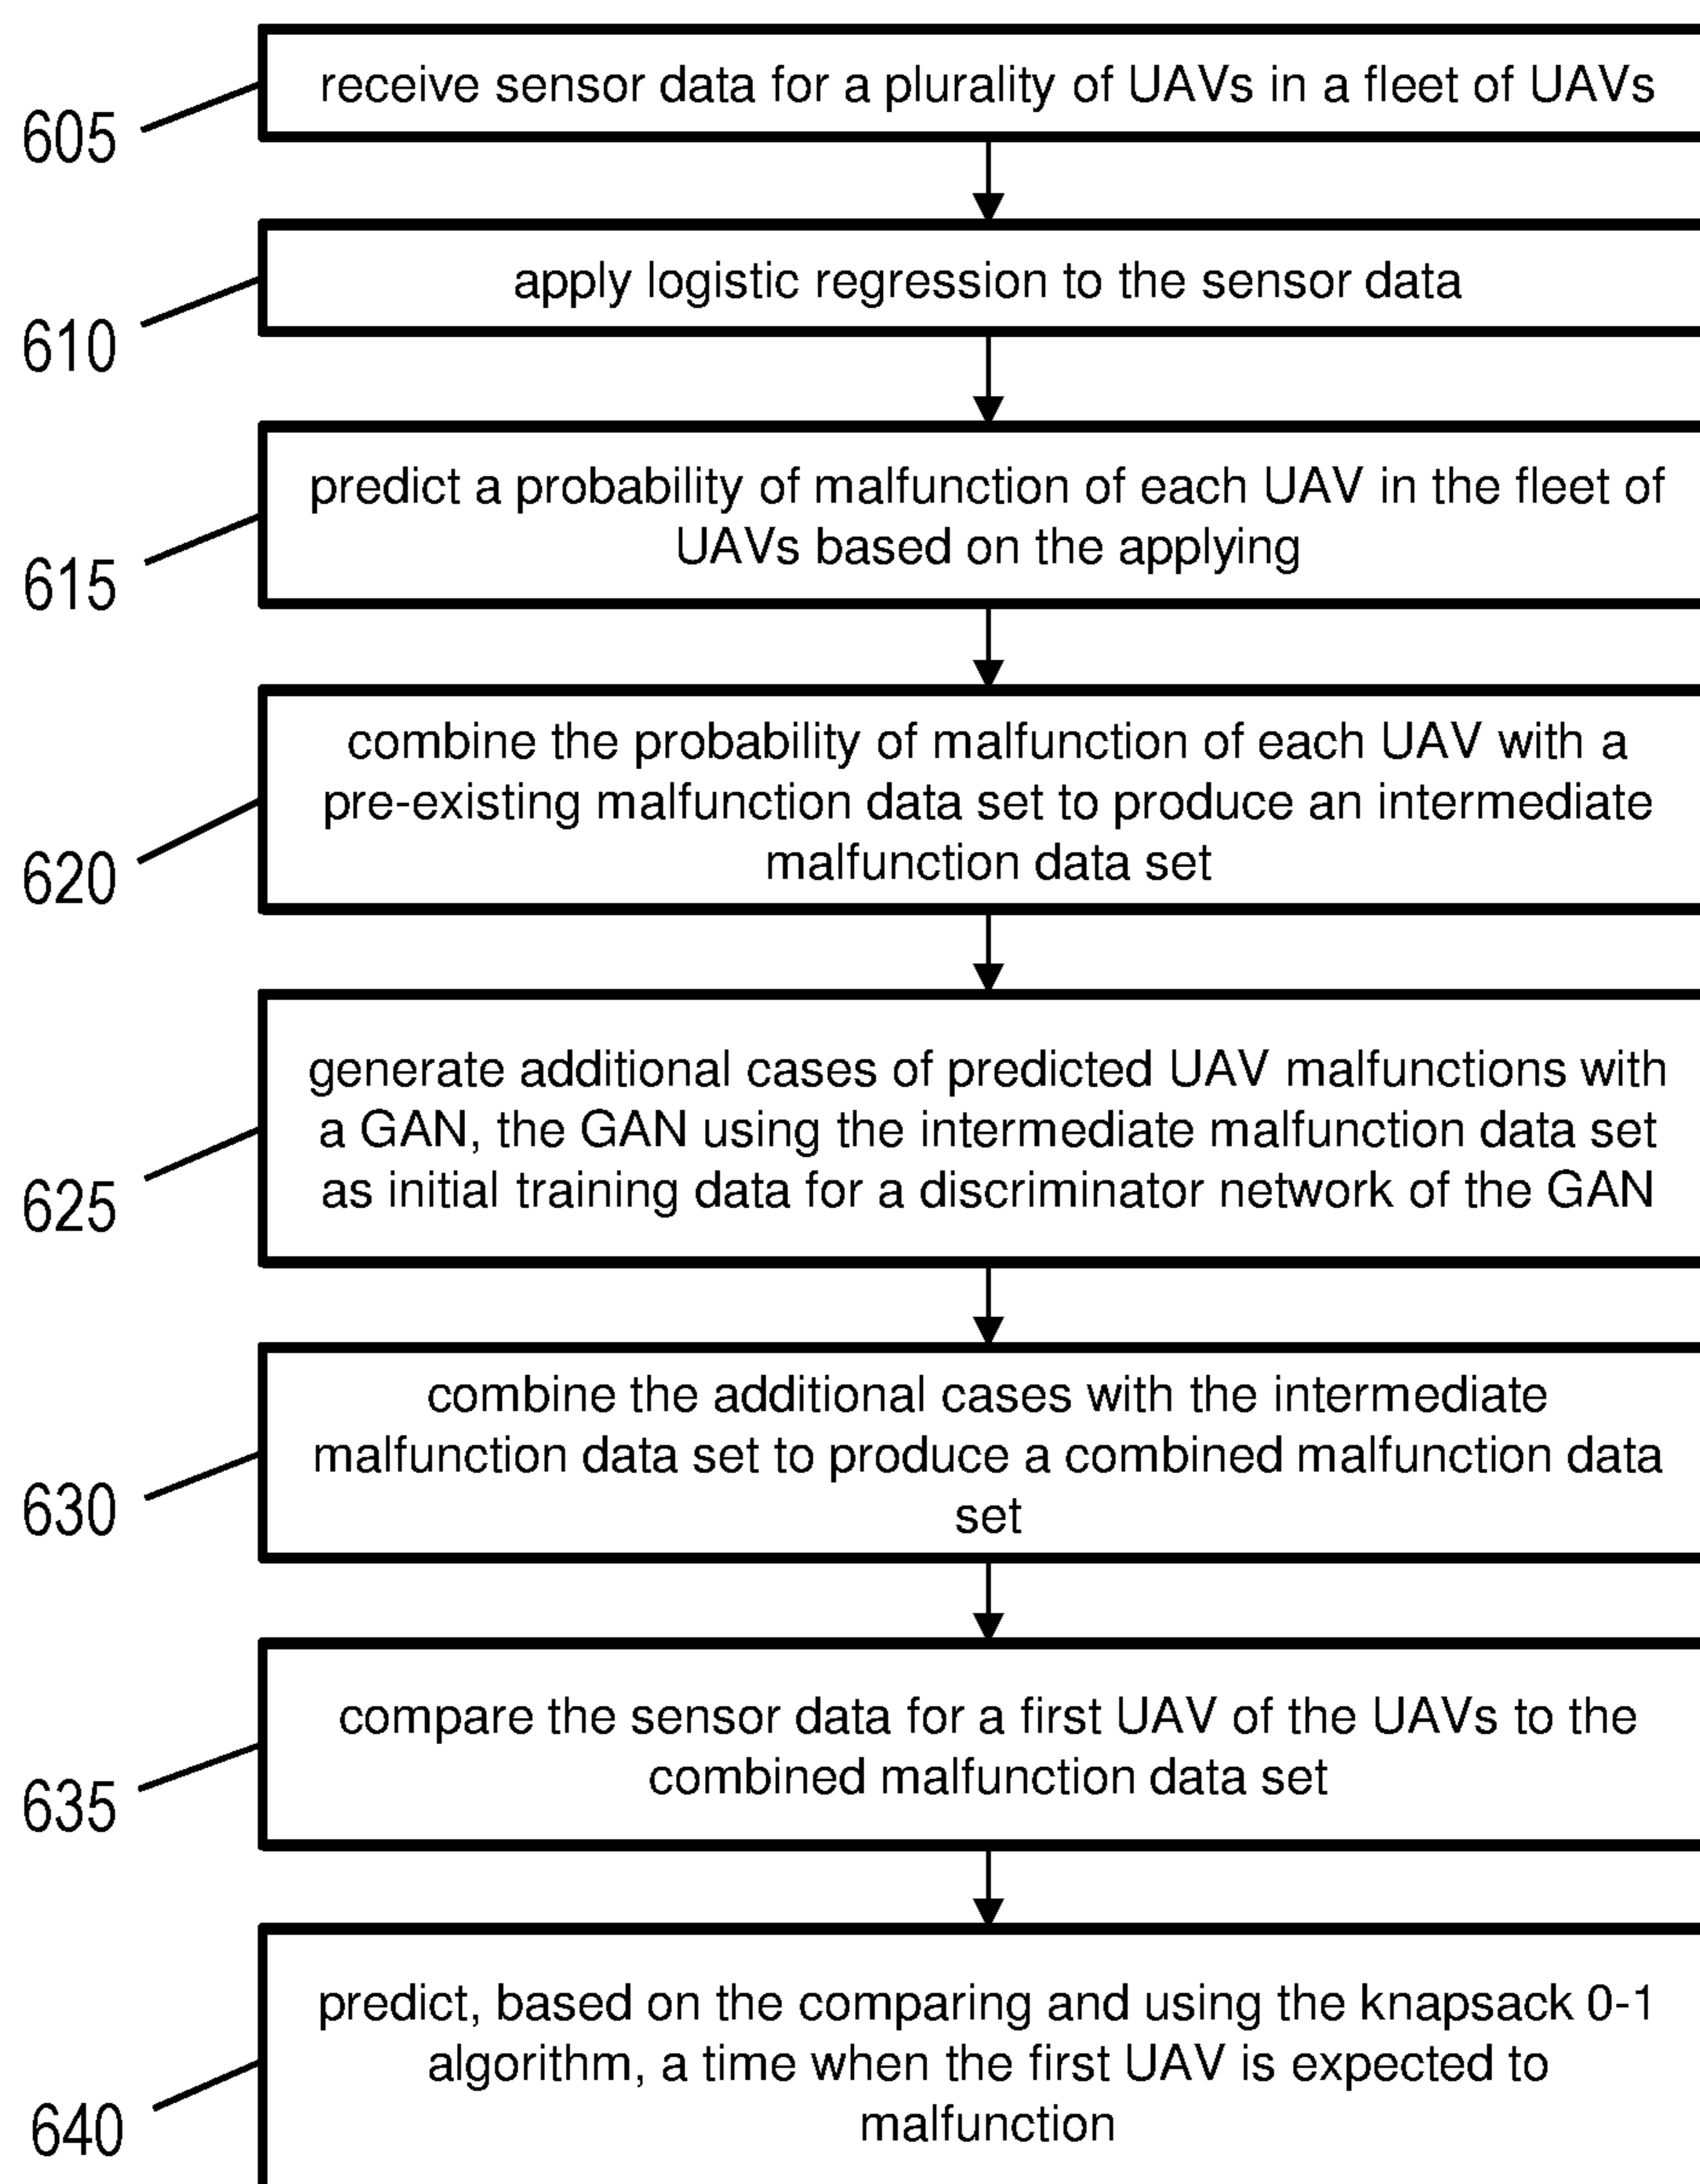 receive sensor data for a plurality of UAVs in a fleet of UAVs
605
apply logistic regression to the sensor data
610
predict a probability of malfunction of each UAV in the fleet of
UAVs based on the applying
615
combine the probability of malfunction of each UAV with a
pre-existing malfunction data set to produce an intermediate
malfunction data set
620
generate additional cases of predicted UAV malfunctions with
a GAN, the GAN using the intermediate malfunction data set
as initial training data for a discriminator network of the GAN
625
combine the additional cases with the intermediate
malfunction data set to produce a combined malfunction data
set
630
compare the sensor data for a first UAV of the UAVs to the
combined malfunction data set
635
predict, based on the comparing and using the knapsack 0-1
algorithm, a time when the first UAV is expected to
malfunction
640